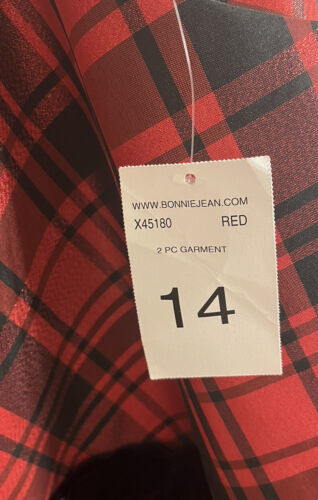 WWW.BONNIEJEAN.COM
X45180 RED
2 PC GARMENT
14